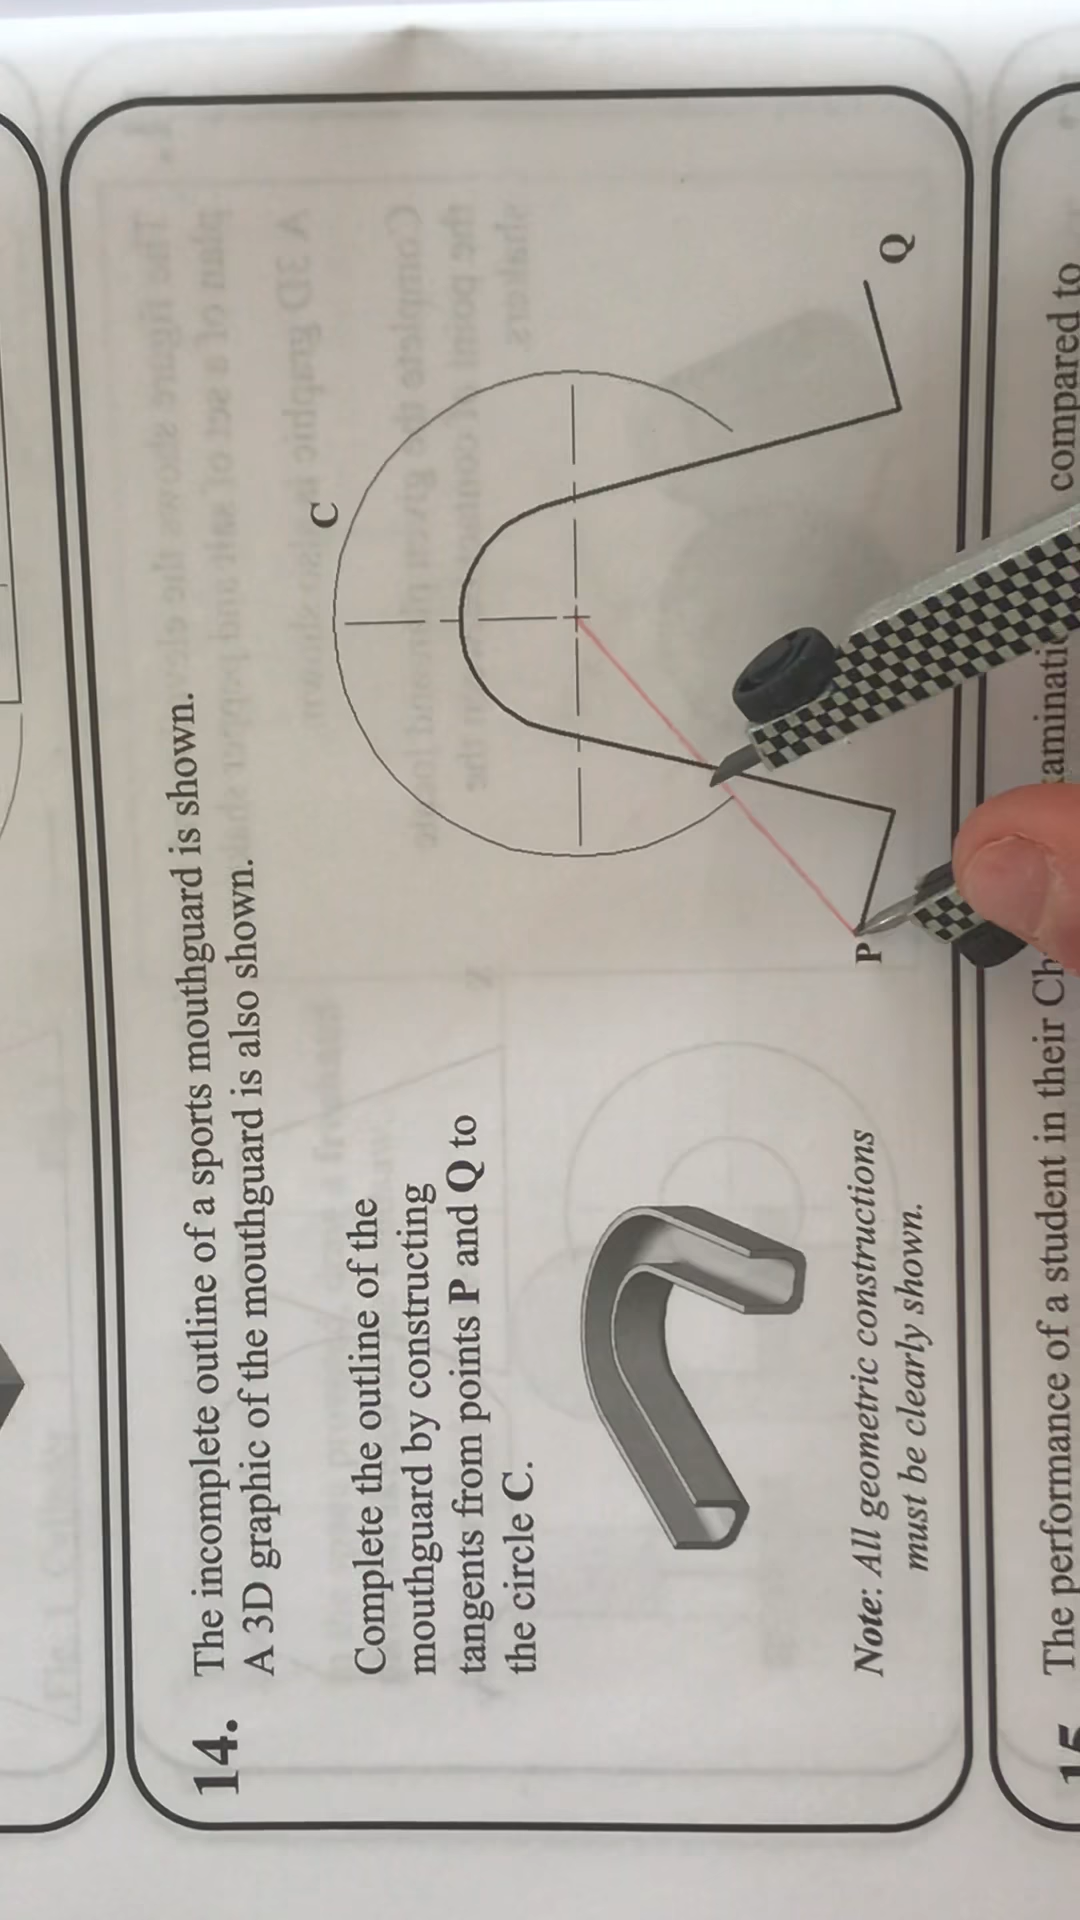 14. The incomplete outline of a sports mouthguard is shown.
A 3D graphic of the mouthguard is also shown.
Complete the outline of the
mouthguard by constructing
tangents from points P and Q to
the circle C.
Note: All geometric constructions
must be clearly shown.
C
P
Q
15 The performance of a student in their Ch compared to